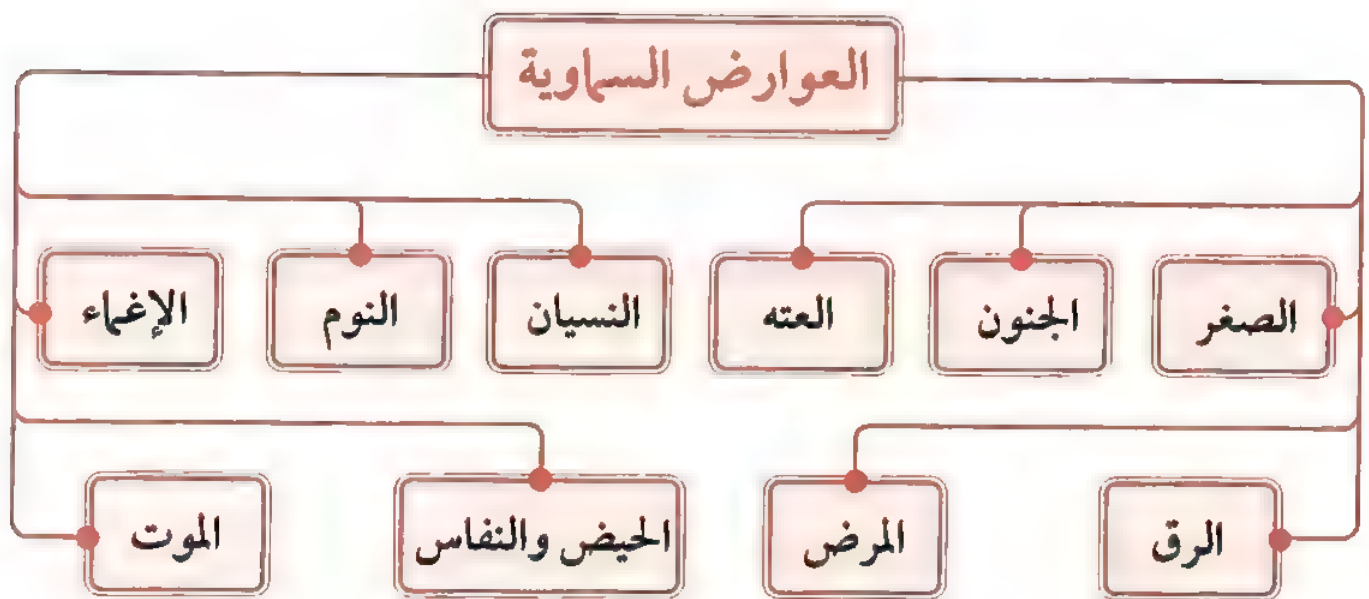 العوارض السماوية
الصغر
الجنون
العته
النسيان
النوم
الإغماء
الرق
المرض
الحيض والنفاس
الموت